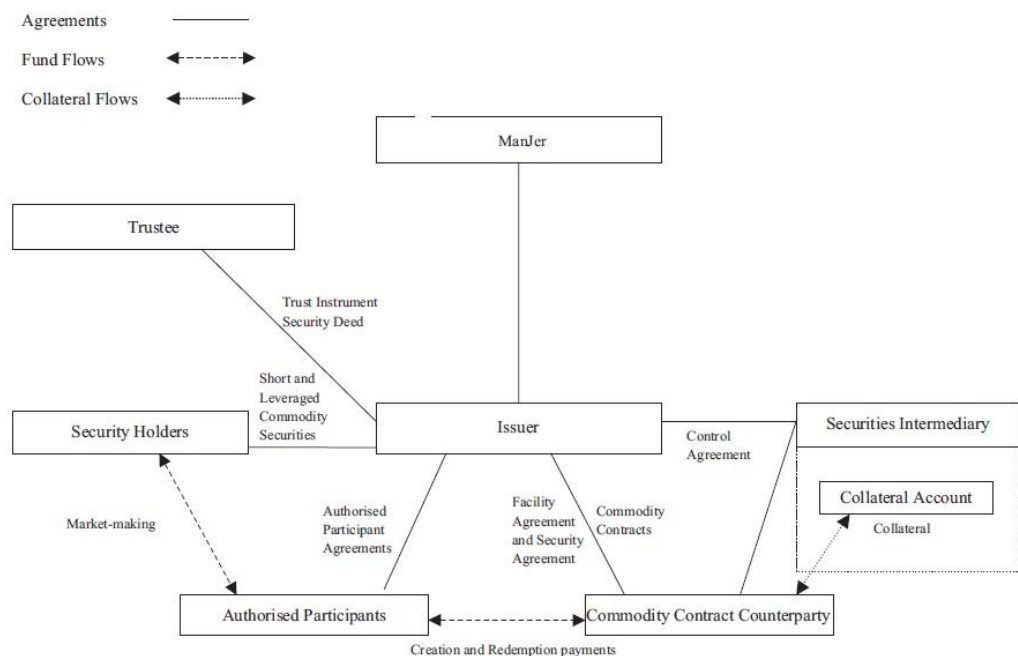 Agreements
Fund Flows
Collateral Flows
ManJer
Trustee
Trust Instrument
Security Deed
Short and
Leveraged
Commodity
Securities
Security Holders
Issuer
Securities Intermediary
Control
Agreement
Collateral Account
Collateral
Market-making
Authorised
Participant
Agreements
Facility
Agreement
and Security
Agreement
Commodity
Contracts
Authorised Participants
Commodity Contract Counterparty
Creation and Redemption payments